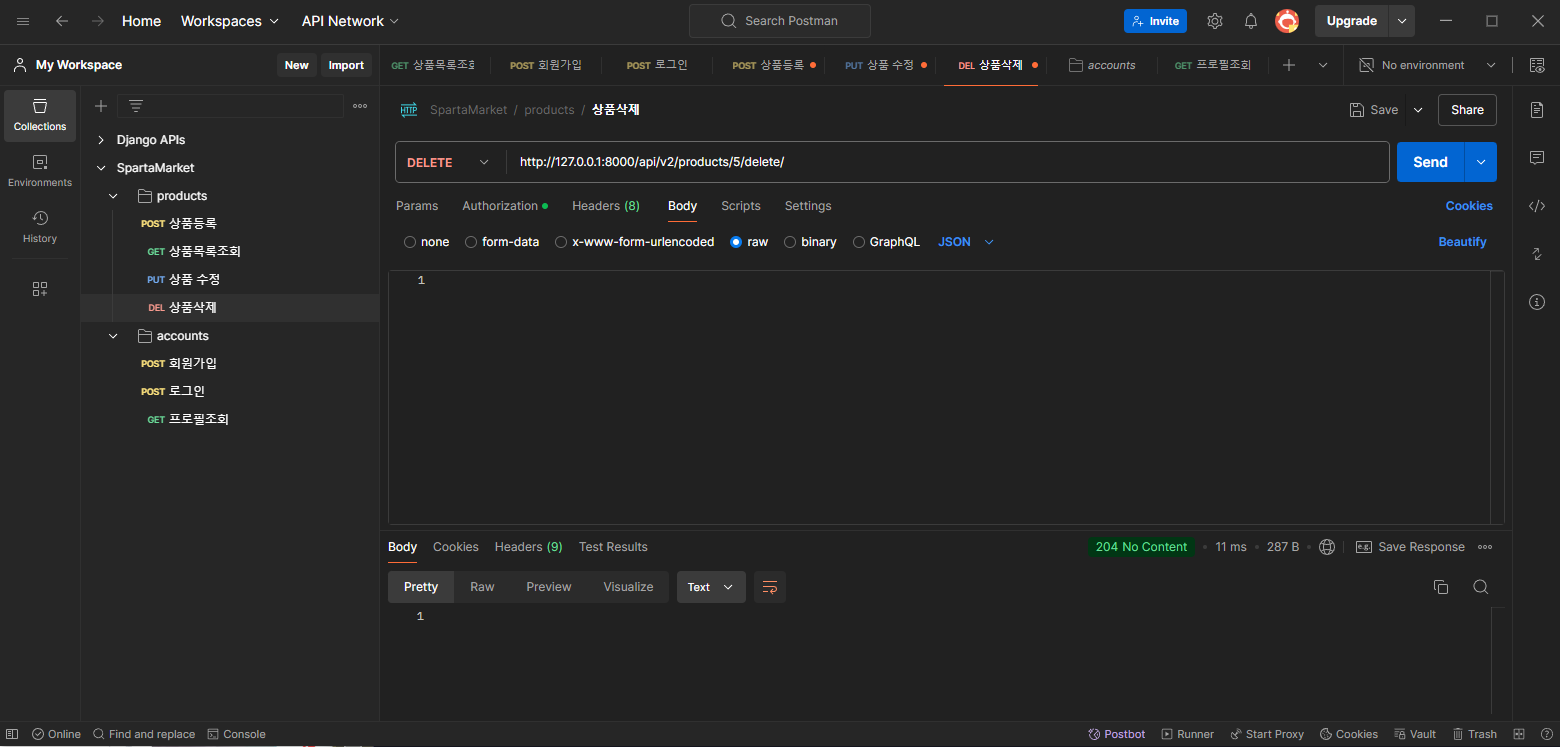 Home Workspaces API Network Search Postman Invite Upgrade
My Workspace New Import GET 상품목록조회 POST 회원가입 POST 로그인 POST 상품등록 PUT 상품 수정 DEL 상품삭제 accounts GET 프로필조회 No environment
Collections
Environments
History
Django APIs
SpartaMarket
products
POST 상품등록
GET 상품목록조회
PUT 상품 수정
DEL 상품삭제
accounts
POST 회원가입
POST 로그인
GET 프로필조회
HTTP SpartaMarket / products / 상품삭제 Save Share
DELETE http://127.0.0.1:8000/api/v2/products/5/delete/ Send
Params Authorization Headers (8) Body Scripts Settings Cookies
none form-data x-www-form-urlencoded raw binary GraphQL JSON Beautify
1
Body Cookies Headers (9) Test Results 204 No Content 11 ms 287 B e.g. Save Response
Pretty Raw Preview Visualize Text
1
Online Find and replace Console Postbot Runner Start Proxy Cookies Vault Trash